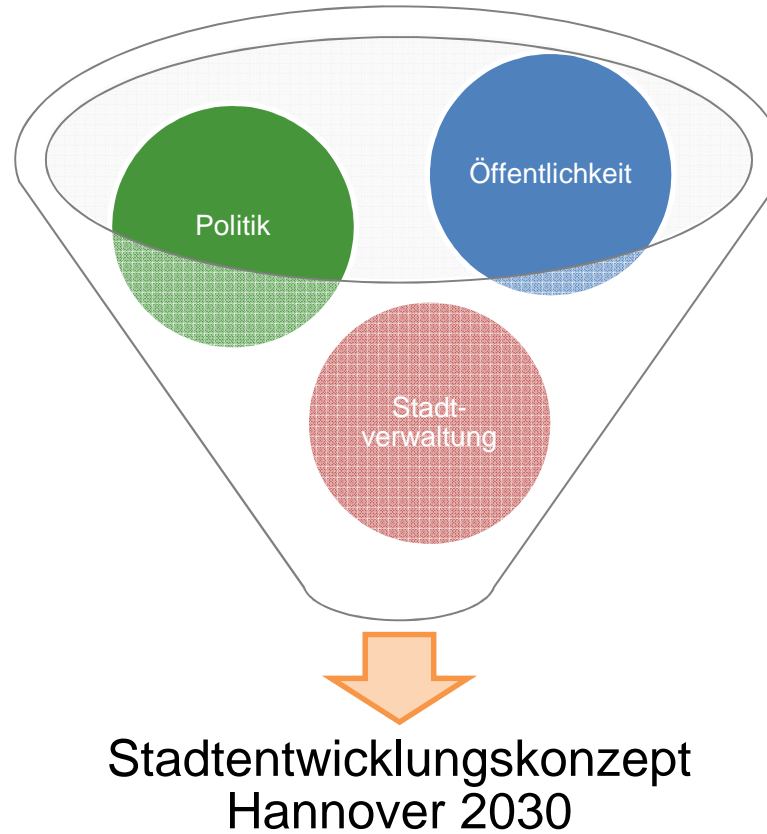 Öffentlichkeit
Politik
Stadt-
verwaltung
Stadtentwicklungskonzept
Hannover 2030